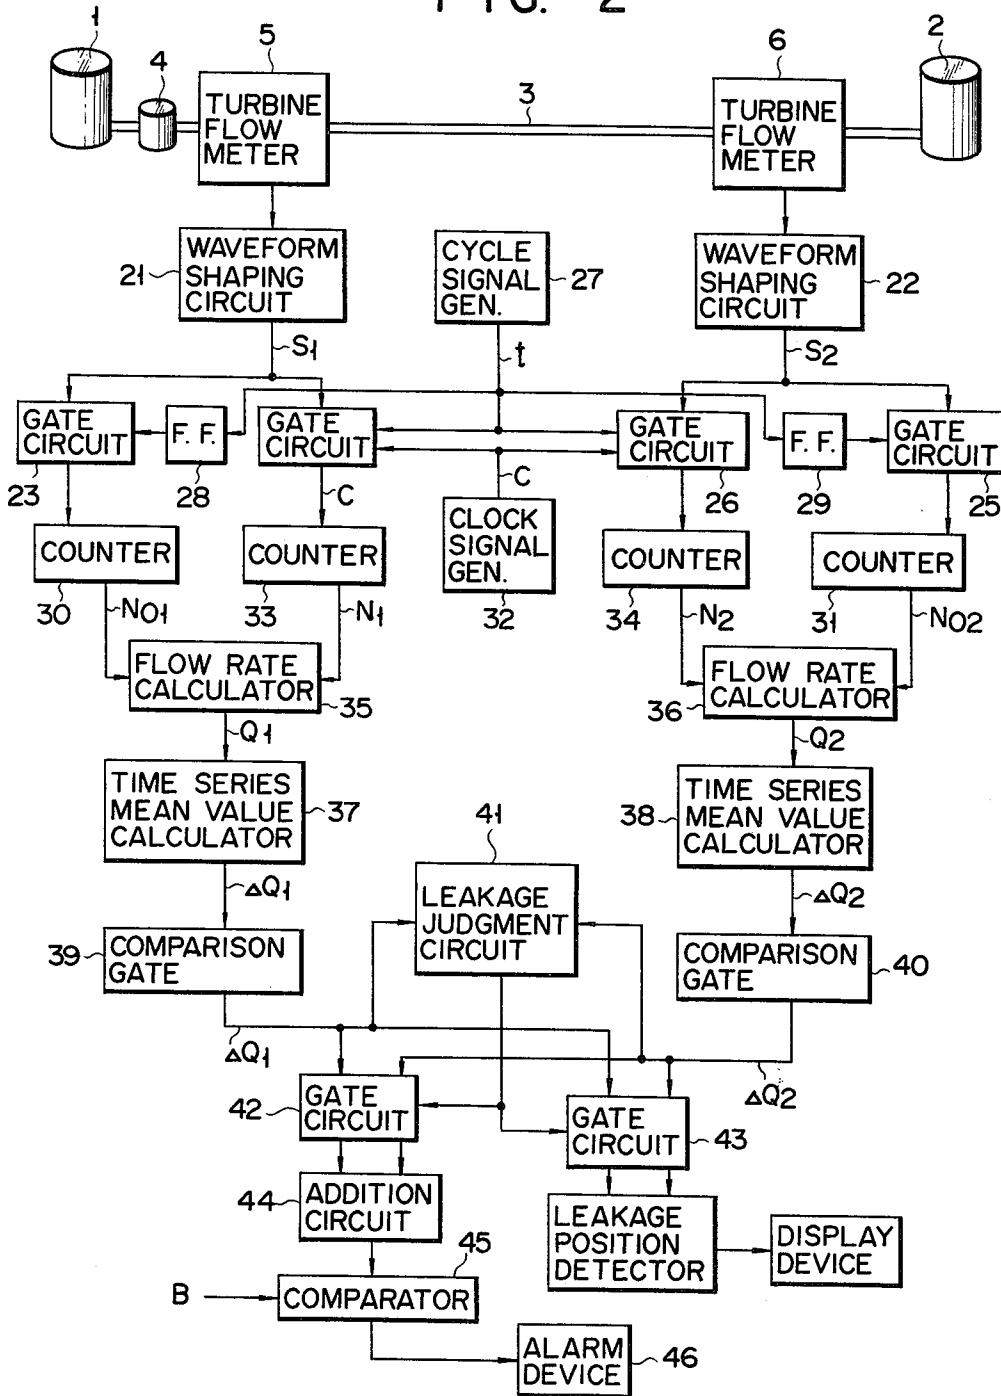 FIG. 2
1
4
5
3
6
2
TURBINE
FLOW
METER
TURBINE
FLOW
METER
21
WAVEFORM
SHAPING
CIRCUIT
CYCLE
SIGNAL
GEN.
27
WAVEFORM
SHAPING
CIRCUIT
22
S1
t
S2
GATE
CIRCUIT
23
F. F.
28
GATE
CIRCUIT
GATE
CIRCUIT
26
F. F.
29
GATE
CIRCUIT
25
C
C
COUNTER
30
COUNTER
33
CLOCK
SIGNAL
GEN.
32
COUNTER
34
COUNTER
31
N01
N1
N2
N02
FLOW RATE
CALCULATOR
35
FLOW RATE
CALCULATOR
36
Q1
Q2
TIME SERIES
MEAN VALUE
CALCULATOR
37
TIME SERIES
MEAN VALUE
CALCULATOR
38
41
ΔQ1
LEAKAGE
JUDGMENT
CIRCUIT
ΔQ2
39
COMPARISON
GATE
COMPARISON
GATE
40
ΔQ1
ΔQ2
42
GATE
CIRCUIT
GATE
CIRCUIT
43
44
ADDITION
CIRCUIT
LEAKAGE
POSITION
DETECTOR
DISPLAY
DEVICE
45
B
COMPARATOR
ALARM
DEVICE
46